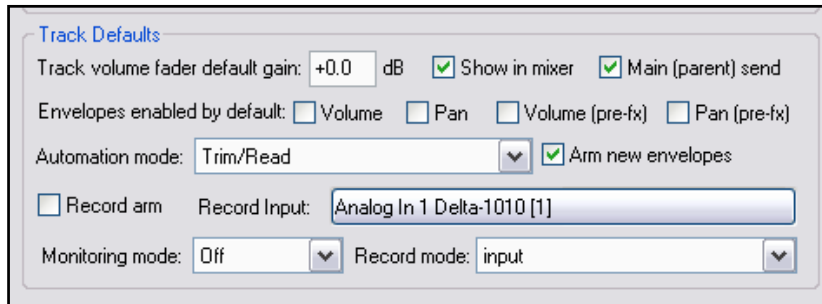 Track Defaults
Track volume fader default gain: +0.0 dB Show in mixer Main (parent) send
Envelopes enabled by default: Volume Pan Volume (pre-fx) Pan (pre-fx)
Automation mode: Trim/Read Arm new envelopes
Record arm Record Input: Analog In 1 Delta-1010 [1]
Monitoring mode: Off Record mode: input